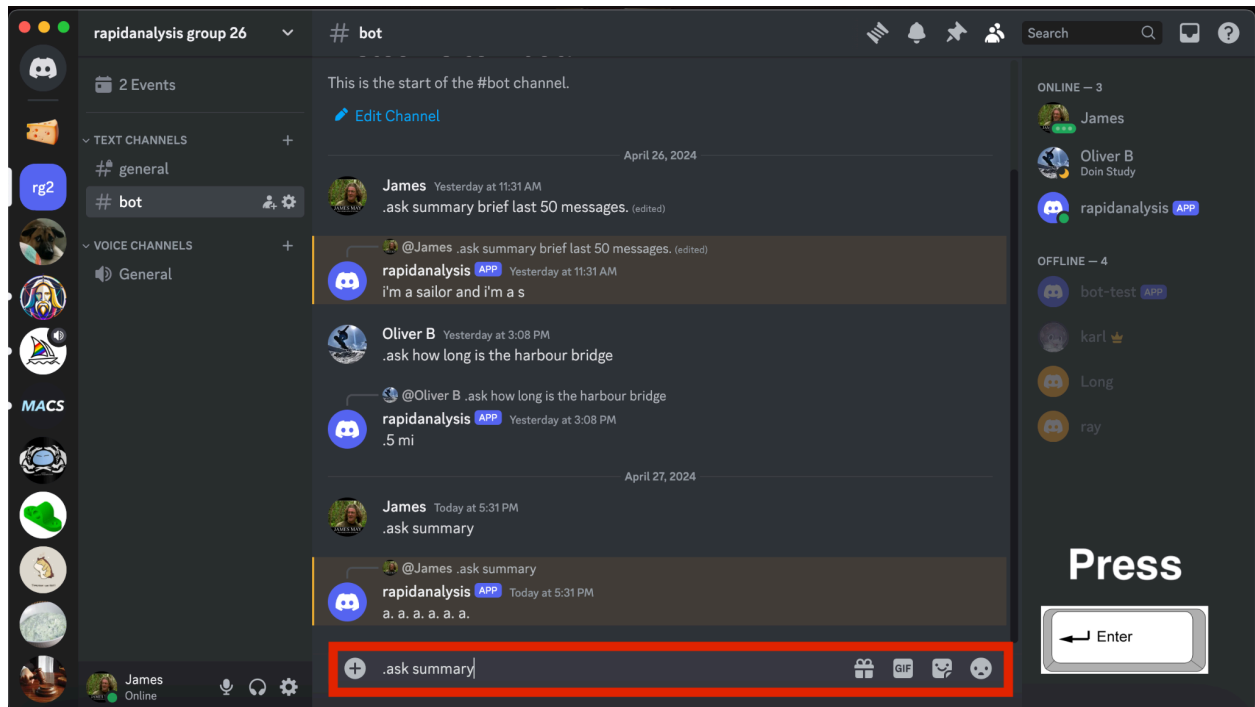 rapidanalysis group 26
# bot
Search
2 Events
TEXT CHANNELS
general
bot
VOICE CHANNELS
General
rg2
MACS
This is the start of the #bot channel.
Edit Channel
April 26, 2024
James Yesterday at 11:31 AM
.ask summary brief last 50 messages. (edited)
@James .ask summary brief last 50 messages. (edited)
rapidanalysis APP Yesterday at 11:31 AM
i'm a sailor and i'm a s
Oliver B Yesterday at 3:08 PM
.ask how long is the harbour bridge
@Oliver B .ask how long is the harbour bridge
rapidanalysis APP Yesterday at 3:08 PM
.5 mi
April 27, 2024
James Today at 5:31 PM
.ask summary
@James .ask summary
rapidanalysis APP Today at 5:31 PM
a. a. a. a. a. a.
.ask summary
GIF
James
Online
ONLINE — 3
James
Oliver B
Doin Study
rapidanalysis APP
OFFLINE — 4
bot-test APP
karl
Long
ray
Press
Enter